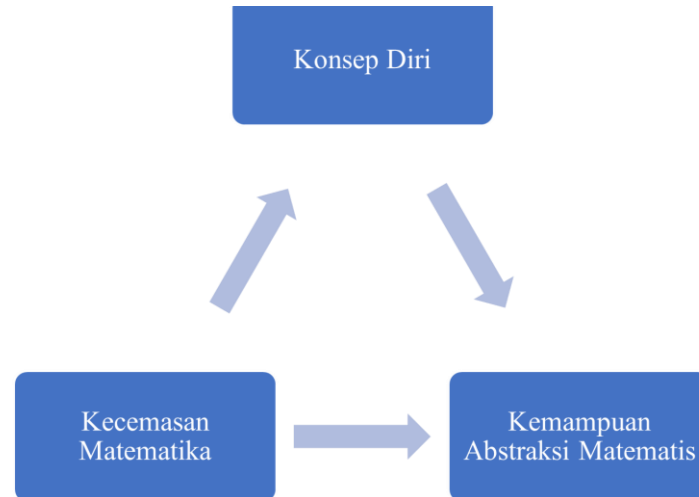 Konsep Diri
Kecemasan
Matematika
Kemampuan
Abstraksi Matematis